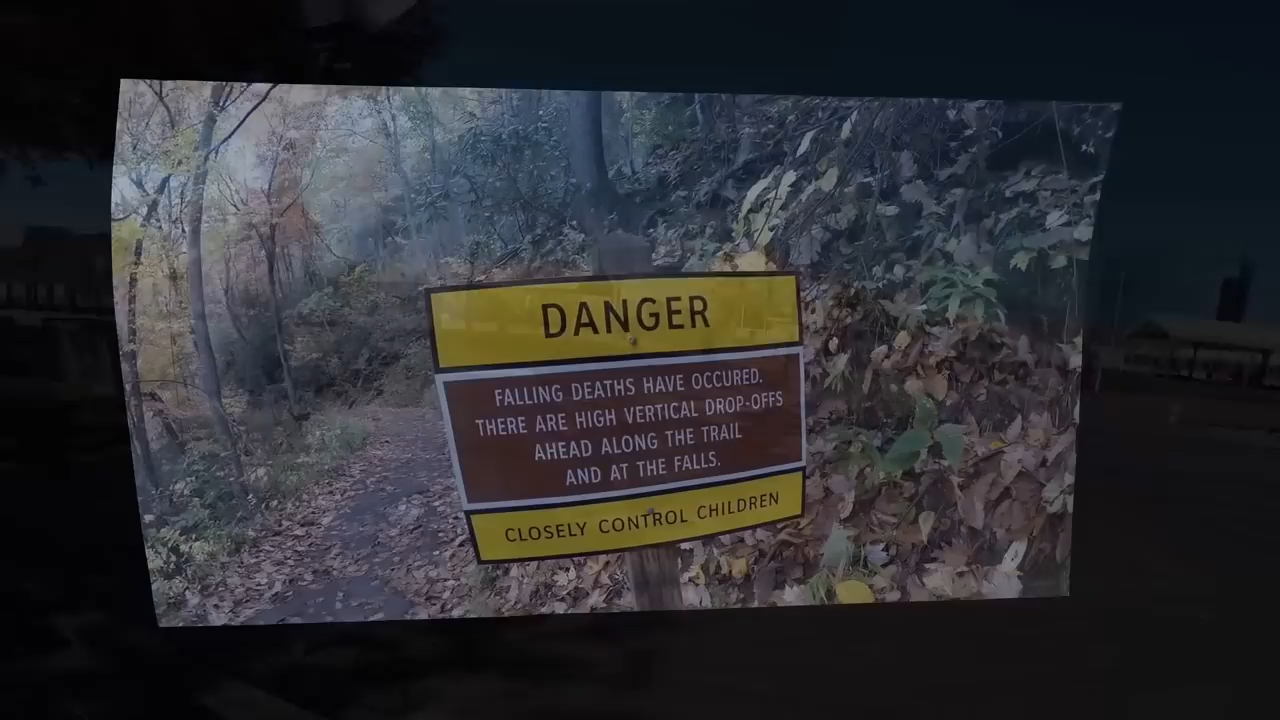 DANGER
FALLING DEATHS HAVE OCCURED.
THERE ARE HIGH VERTICAL DROP-OFFS
AHEAD ALONG THE TRAIL
AND AT THE FALLS.
CLOSELY CONTROL CHILDREN